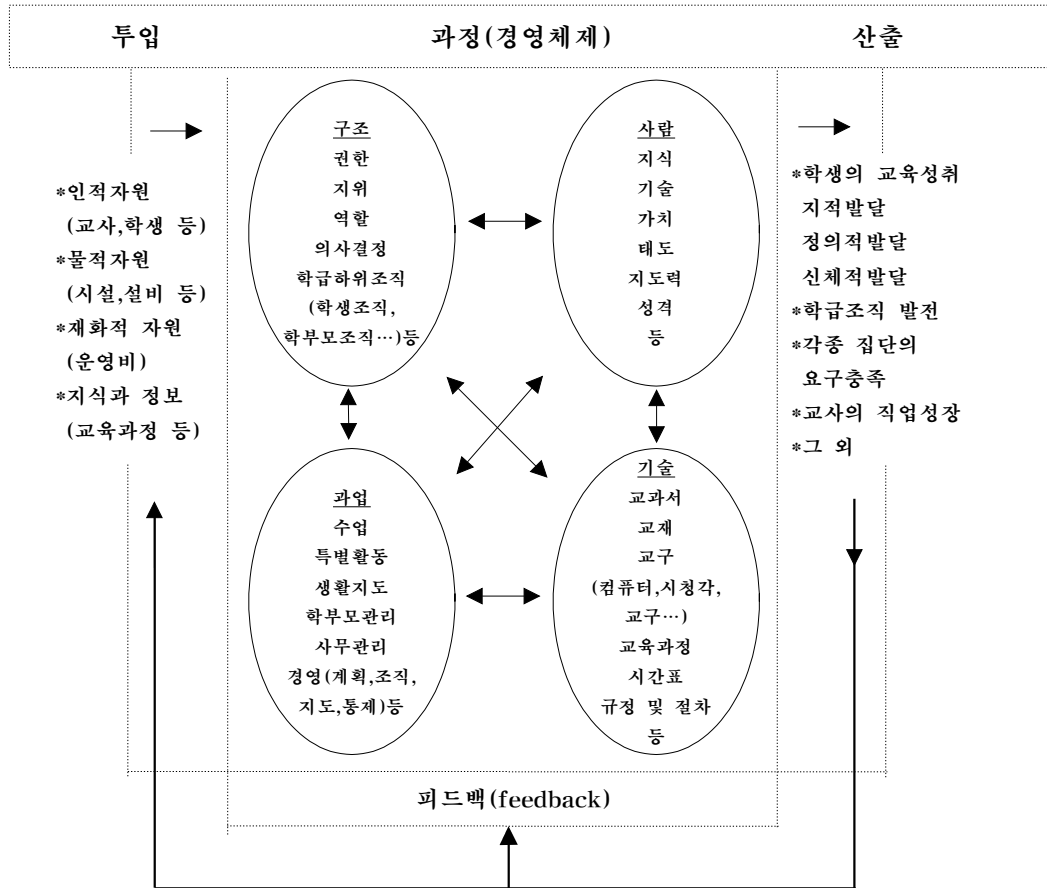 투입 과정(경영체제) 산출
*인적자원
(교사,학생 등)
*물적자원
(시설,설비 등)
*재화적 자원
(운영비)
*지식과 정보
(교육과정 등)
구조
권한
지위
역할
의사결정
학급하위조직
(학생조직,
학부모조직…)등
사람
지식
기술
가치
태도
지도력
성격
등
과업
수업
특별활동
생활지도
학부모관리
사무관리
경영(계획,조직,
지도,통제)등
기술
교과서
교재
교구
(컴퓨터,시청각,
교구…)
교육과정
시간표
규정 및 절차
등
*학생의 교육성취
지적발달
정의적발달
신체적발달
*학급조직 발전
*각종 집단의
요구충족
*교사의 직업성장
*그 외
피드백(feedback)